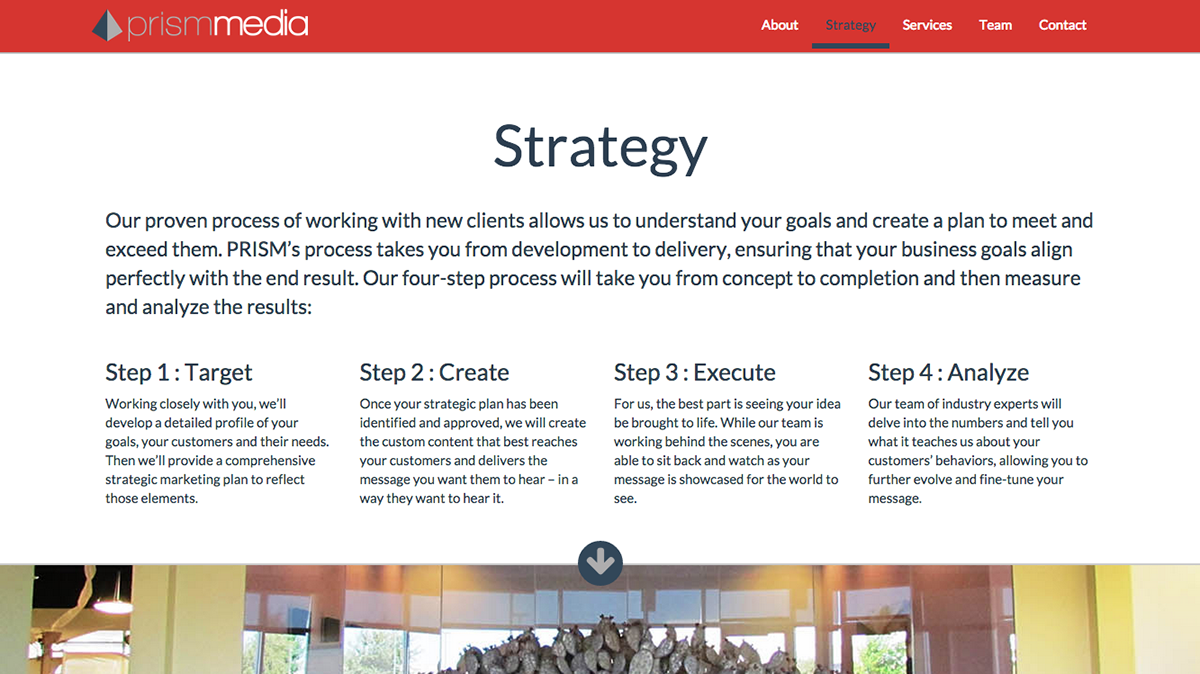 prismmedia
About Strategy Services Team Contact
Strategy
Our proven process of working with new clients allows us to understand your goals and create a plan to meet and
exceed them. PRISM’s process takes you from development to delivery, ensuring that your business goals align
perfectly with the end result. Our four-step process will take you from concept to completion and then measure
and analyze the results:
Step 1 : Target
Working closely with you, we’ll
develop a detailed profile of your
goals, your customers and their needs.
Then we’ll provide a comprehensive
strategic marketing plan to reflect
those elements.
Step 2 : Create
Once your strategic plan has been
identified and approved, we will create
the custom content that best reaches
your customers and delivers the
message you want them to hear – in a
way they want to hear it.
Step 3 : Execute
For us, the best part is seeing your idea
be brought to life. While our team is
working behind the scenes, you are
able to sit back and watch as your
message is showcased for the world to
see.
Step 4 : Analyze
Our team of industry experts will
delve into the numbers and tell you
what it teaches us about your
customers’ behaviors, allowing you to
further evolve and fine-tune your
message.